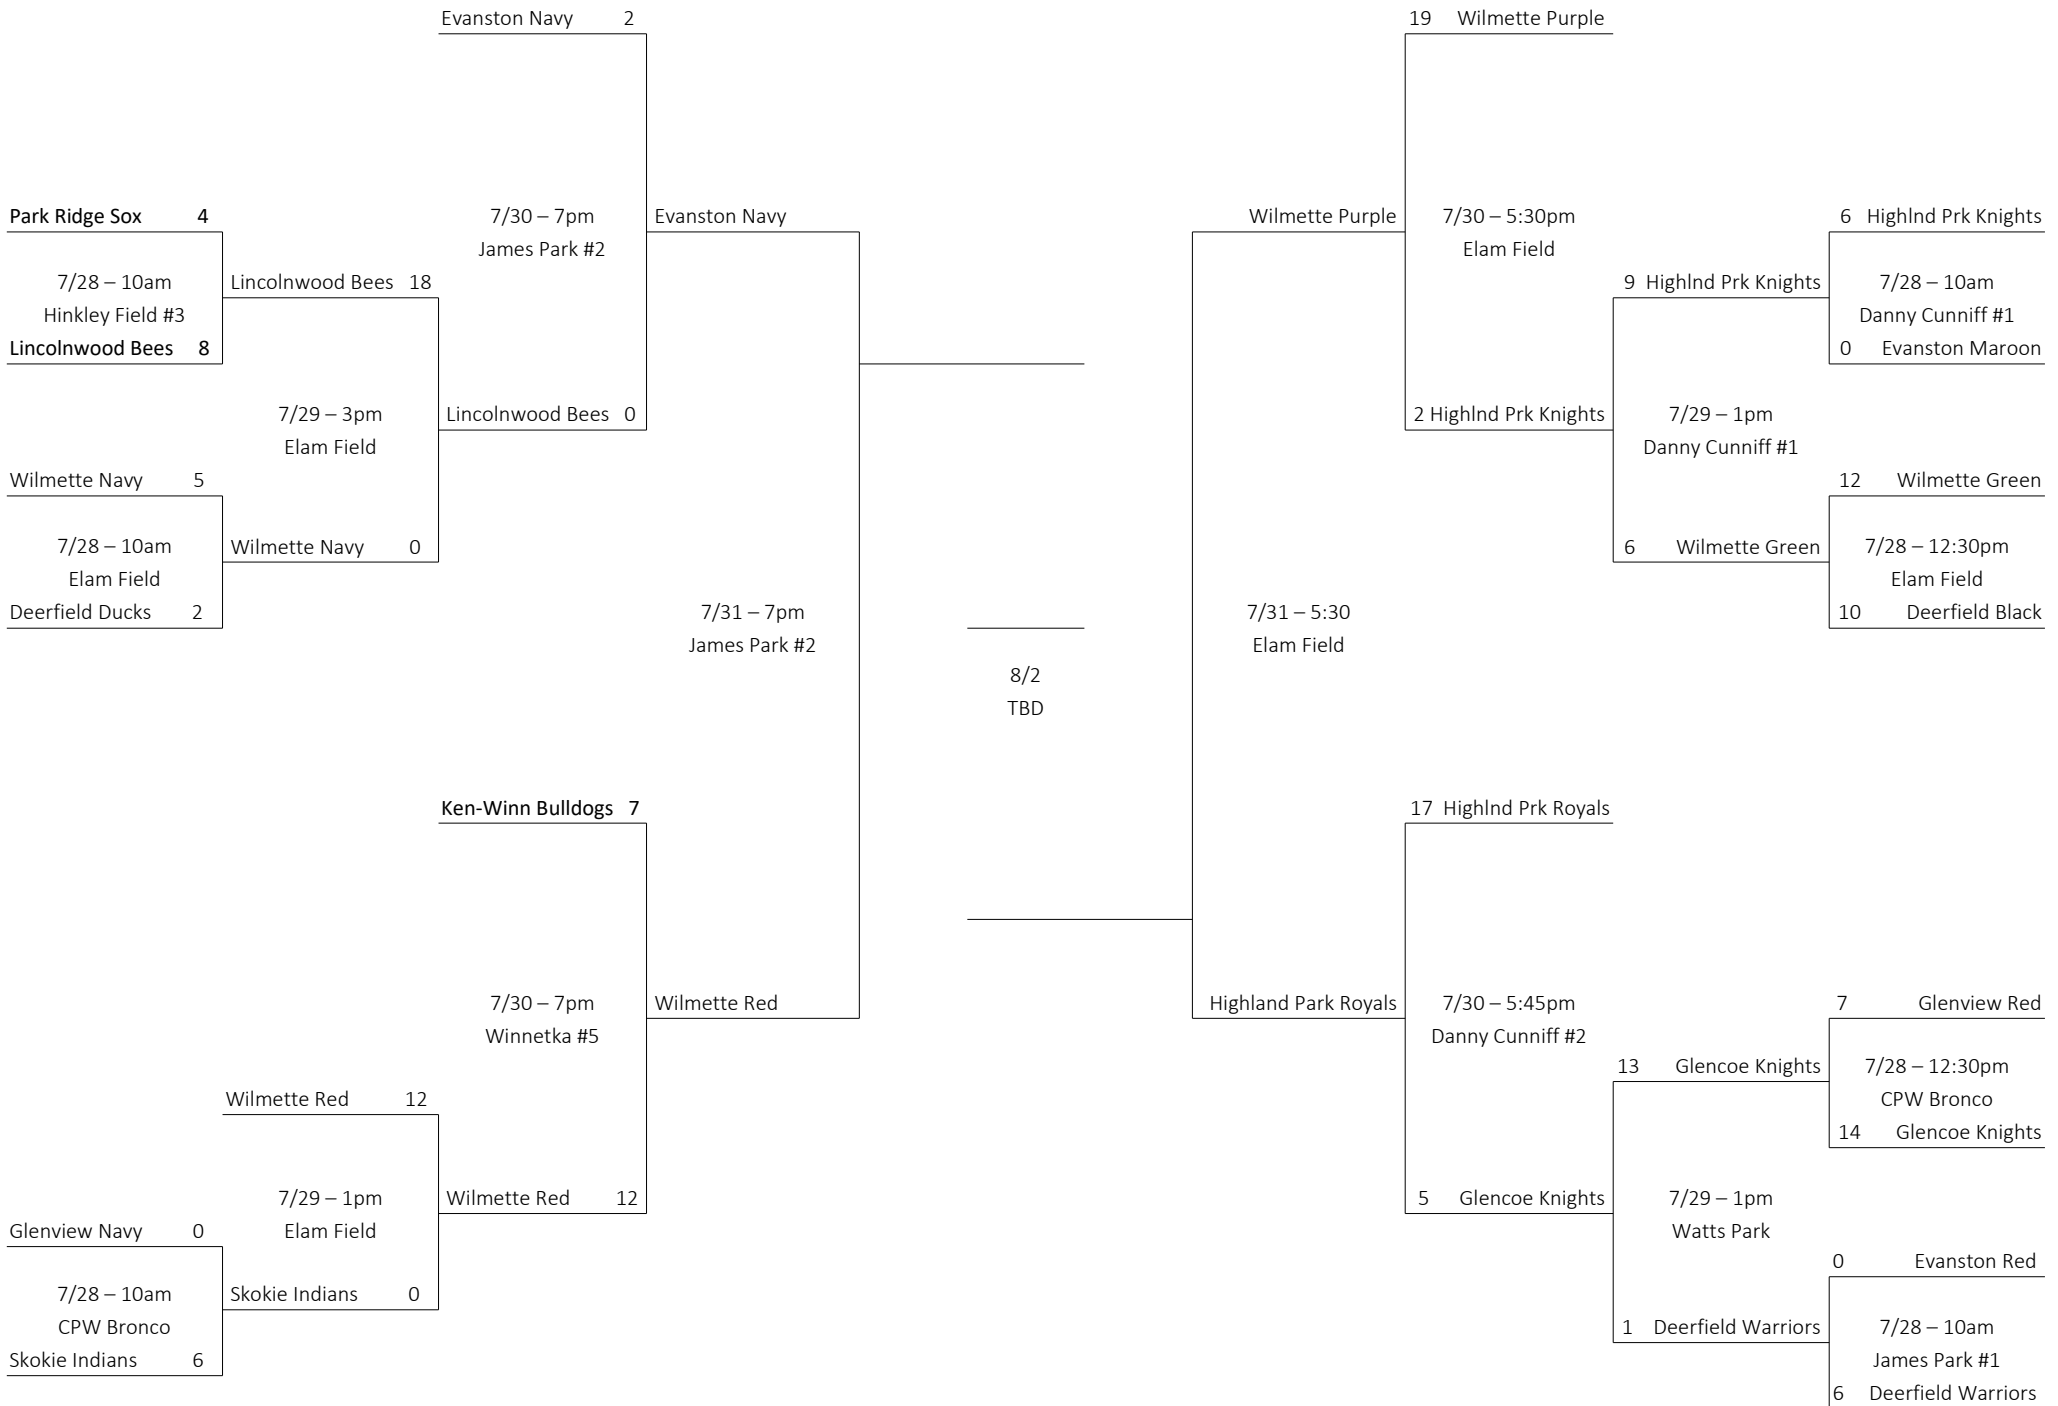 Evanston Navy 2
19 Wilmette Purple
Park Ridge Sox 4
7/30 – 7pm
Evanston Navy
Wilmette Purple
7/30 – 5:30pm
6 Highlnd Prk Knights
James Park #2
Elam Field
7/28 – 10am
Lincolnwood Bees 18
9 Highlnd Prk Knights
7/28 – 10am
Hinkley Field #3
Danny Cunniff #1
Lincolnwood Bees 8
0 Evanston Maroon
7/29 – 3pm
Lincolnwood Bees 0
2 Highlnd Prk Knights
7/29 – 1pm
Elam Field
Danny Cunniff #1
Wilmette Navy 5
12 Wilmette Green
7/28 – 10am
Wilmette Navy 0
6 Wilmette Green
7/28 – 12:30pm
Elam Field
Elam Field
Deerfield Ducks 2
7/31 – 7pm
7/31 – 5:30
10 Deerfield Black
James Park #2
Elam Field
8/2
TBD
Ken-Winn Bulldogs 7
17 Highlnd Prk Royals
7/30 – 7pm
Wilmette Red
Highland Park Royals
7/30 – 5:45pm
7 Glenview Red
Winnetka #5
Danny Cunniff #2
13 Glencoe Knights
7/28 – 12:30pm
Wilmette Red 12
CPW Bronco
14 Glencoe Knights
7/29 – 1pm
Wilmette Red 12
5 Glencoe Knights
7/29 – 1pm
Glenview Navy 0
Elam Field
Watts Park
0 Evanston Red
7/28 – 10am
Skokie Indians 0
CPW Bronco
1 Deerfield Warriors
7/28 – 10am
Skokie Indians 6
James Park #1
6 Deerfield Warriors